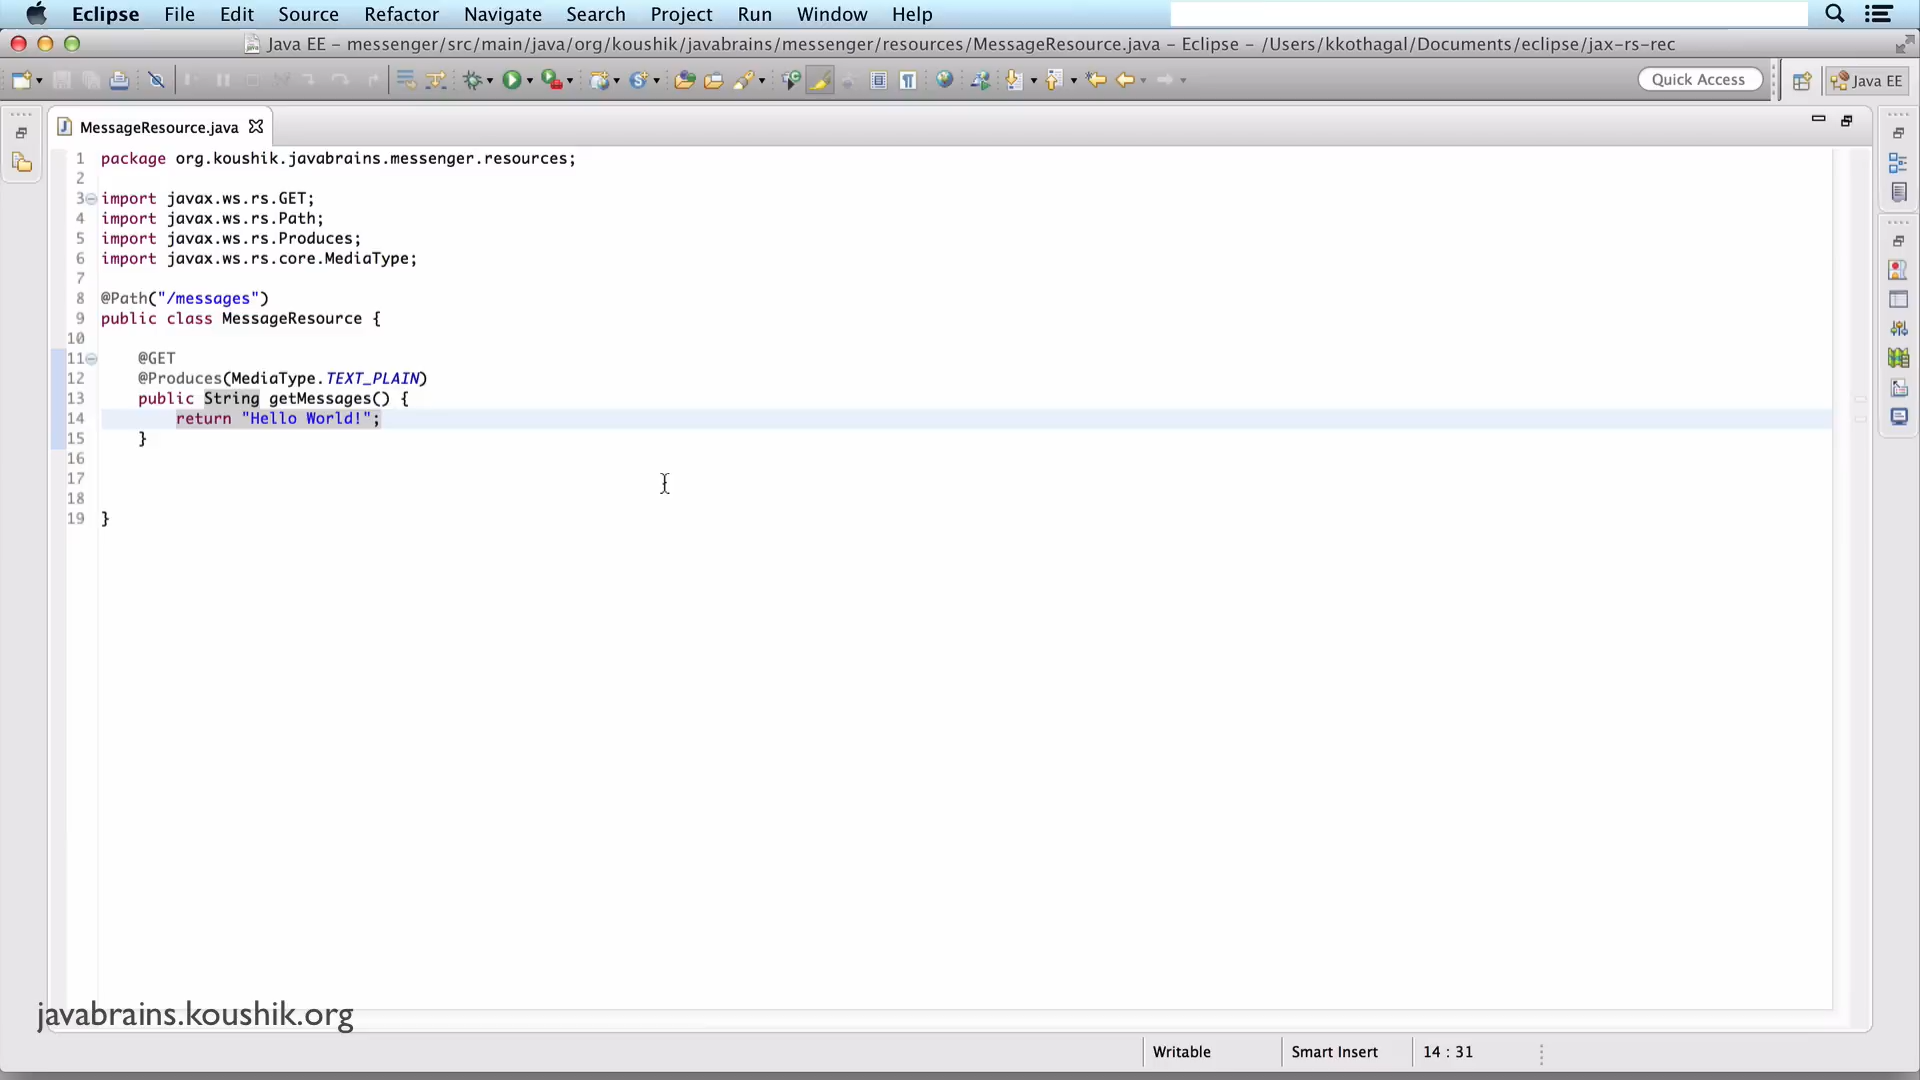 Eclipse File Edit Source Refactor Navigate Search Project Run Window Help
Java EE – messenger/src/main/java/org/koushik/javabrains/messenger/resources/MessageResource.java – Eclipse – /Users/kkothagal/Documents/eclipse/jax-rs-rec
Quick Access Java EE
MessageResource.java
1 package org.koushik.javabrains.messenger.resources;
2
3 import javax.ws.rs.GET;
4 import javax.ws.rs.Path;
5 import javax.ws.rs.Produces;
6 import javax.ws.rs.core.MediaType;
7
8 @Path("/messages")
9 public class MessageResource {
10
11 @GET
12 @Produces(MediaType.TEXT_PLAIN)
13 public String getMessages() {
14 return "Hello World!";
15 }
16
17
18
19 }
javabrains.koushik.org
Writable Smart Insert 14 : 31